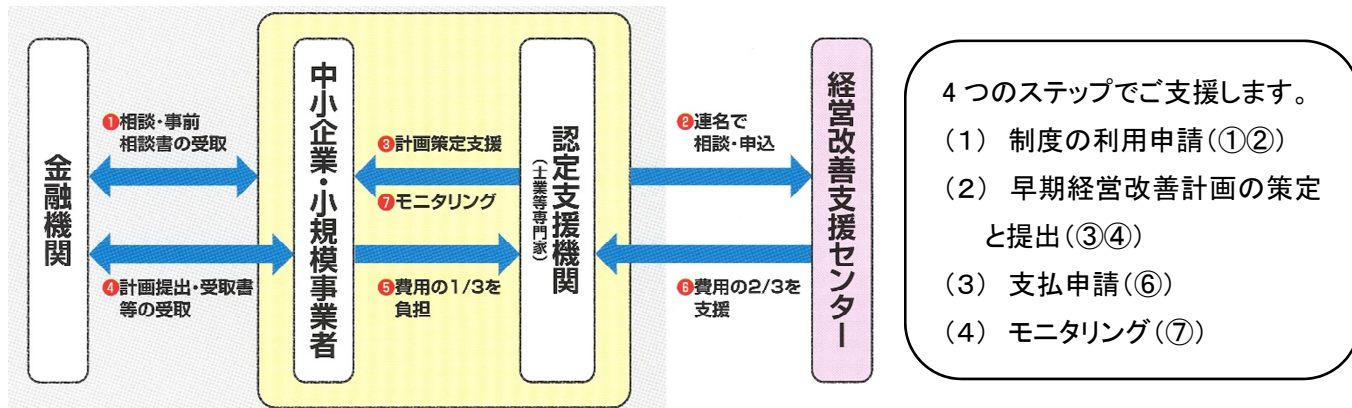 金融機関
❶相談・事前
相談書の受取
❹計画提出・受取書
等の受取
中小企業・小規模事業者
❸計画策定支援
❼モニタリング
❺費用の1/3を
負担
認定支援機関
(士業等専門家)
❷連名で
相談・申込
❻費用の2/3を
支援
経営改善支援センター
4つのステップでご支援します。
(1) 制度の利用申請(①②)
(2) 早期経営改善計画の策定
と提出(③④)
(3) 支払申請(⑥)
(4) モニタリング(⑦)